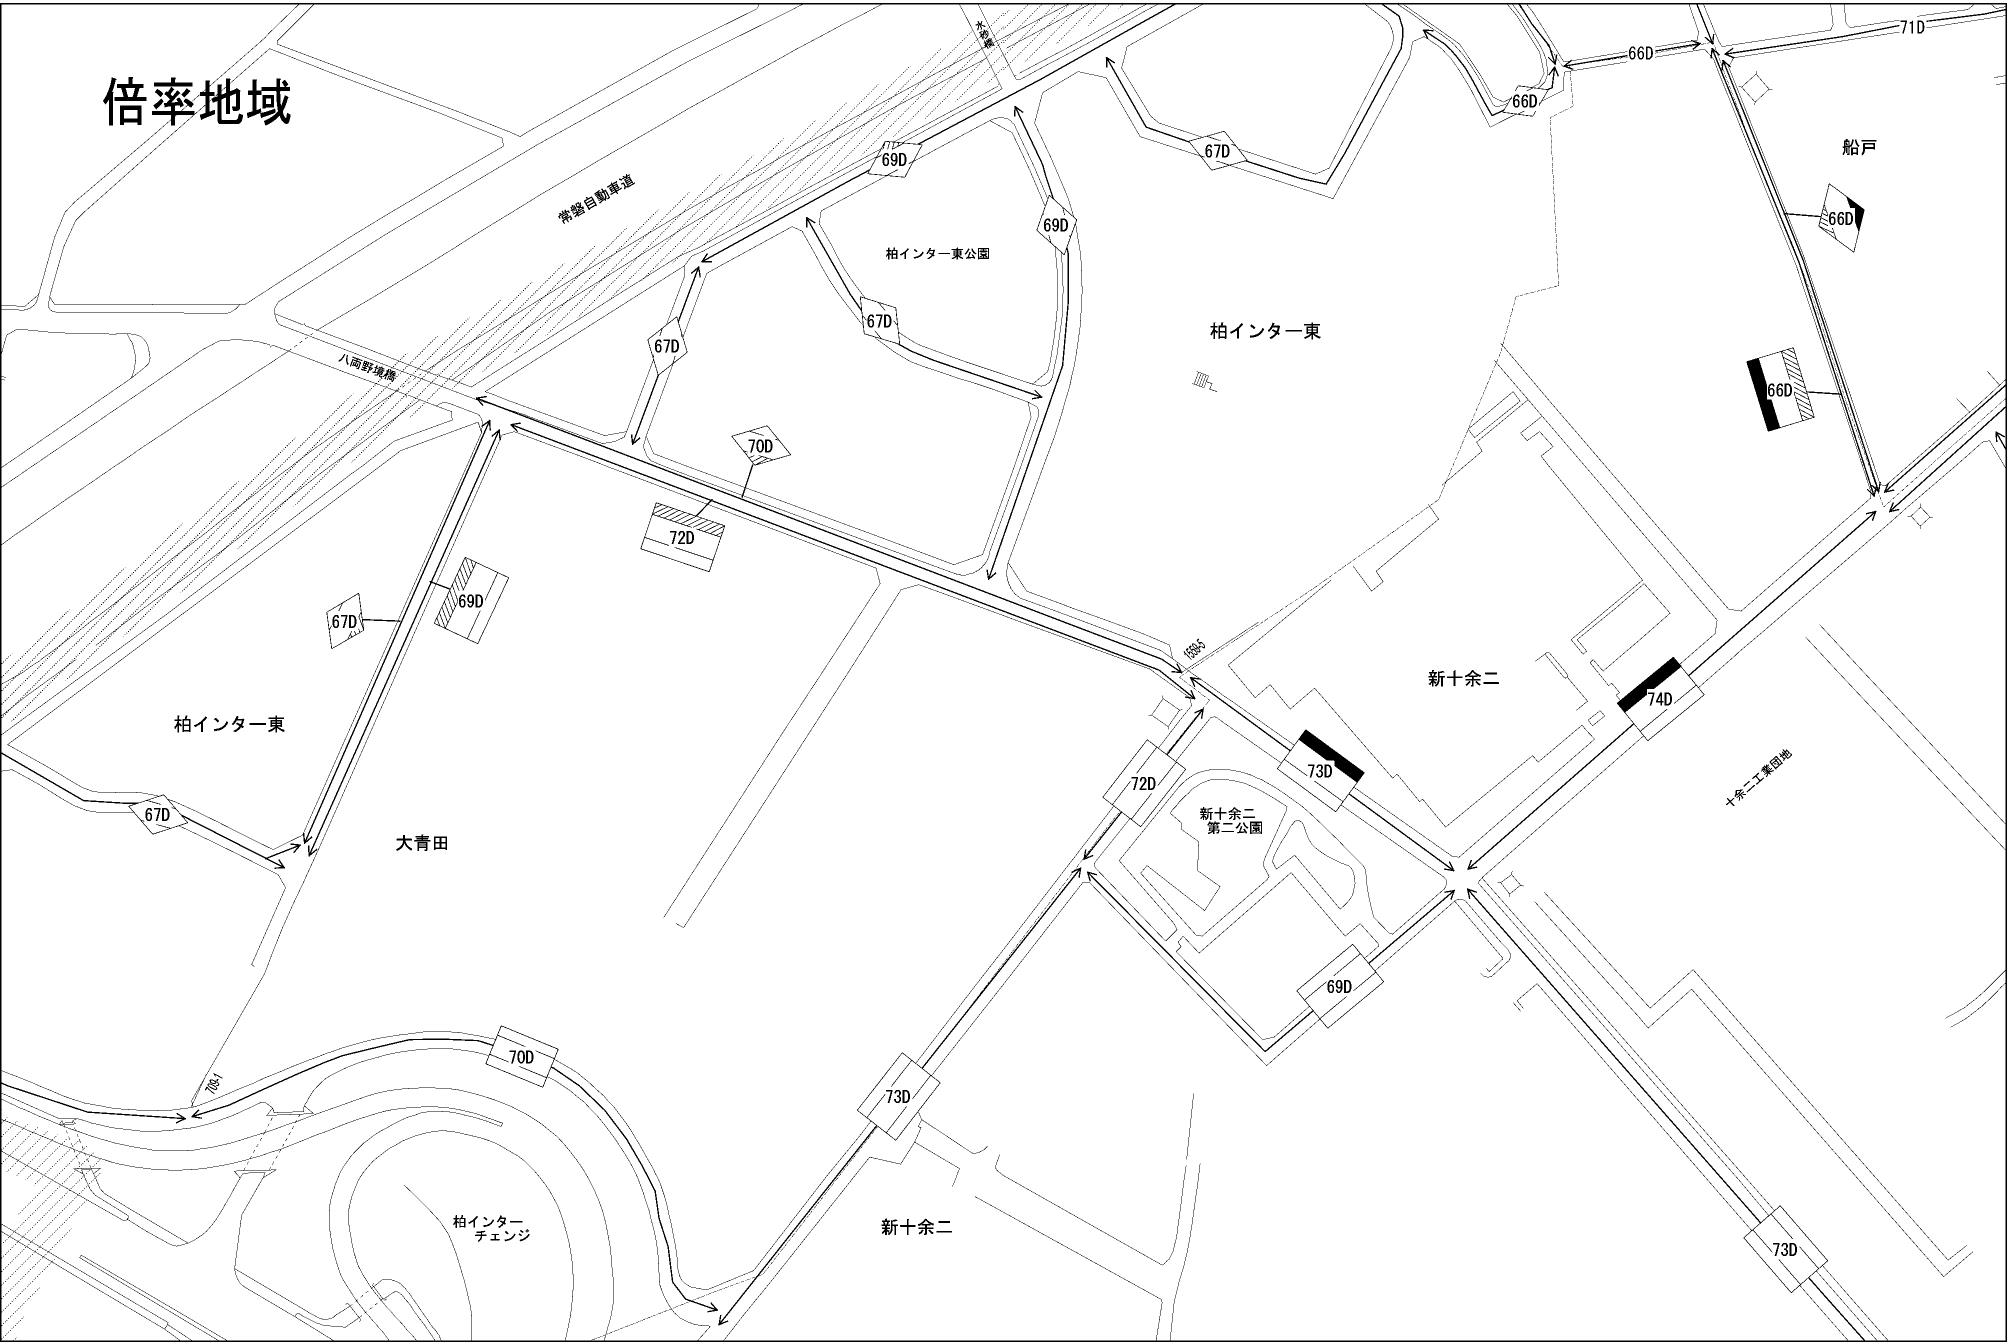 水砂橋
71D
66D
倍率地域
66D
船戸
69D
67D
常磐自動車道
66D
69D
柏インター東公園
67D
柏インター東
67D
八両野境橋
66D
70D
72D
67D
69D
1559-5
新十余二
74D
柏インター東
73D
72D
十余二工業団地
67D
新十余二
第二公園
大青田
69D
70D
709-1
73D
柏インター
チェンジ
新十余二
73D